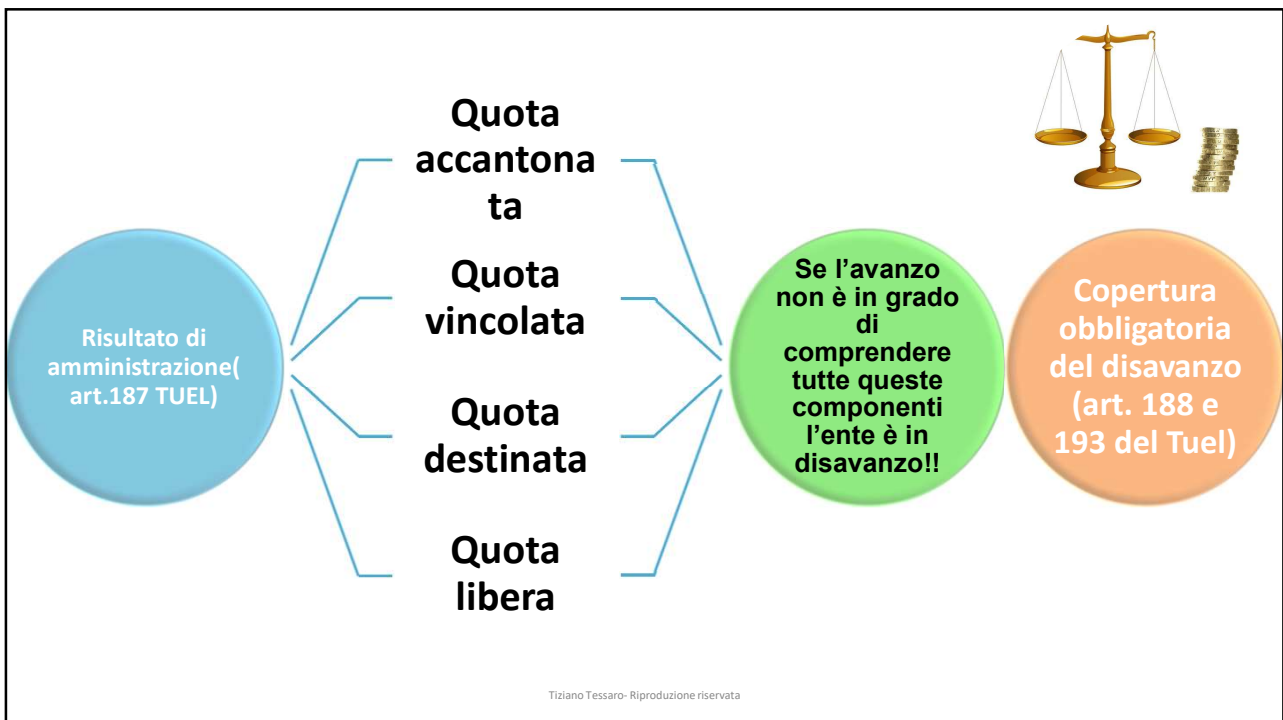 Quota
accantona
ta
Quota
vincolata
Quota
destinata
Quota
libera
Risultato di
amministrazione(
art.187 TUEL)
Se l’avanzo
non è in grado
di
comprendere
tutte queste
componenti
l’ente è in
disavanzo!!
Copertura
obbligatoria
del disavanzo
(art. 188 e
193 del Tuel)
Tiziano Tessaro- Riproduzione riservata